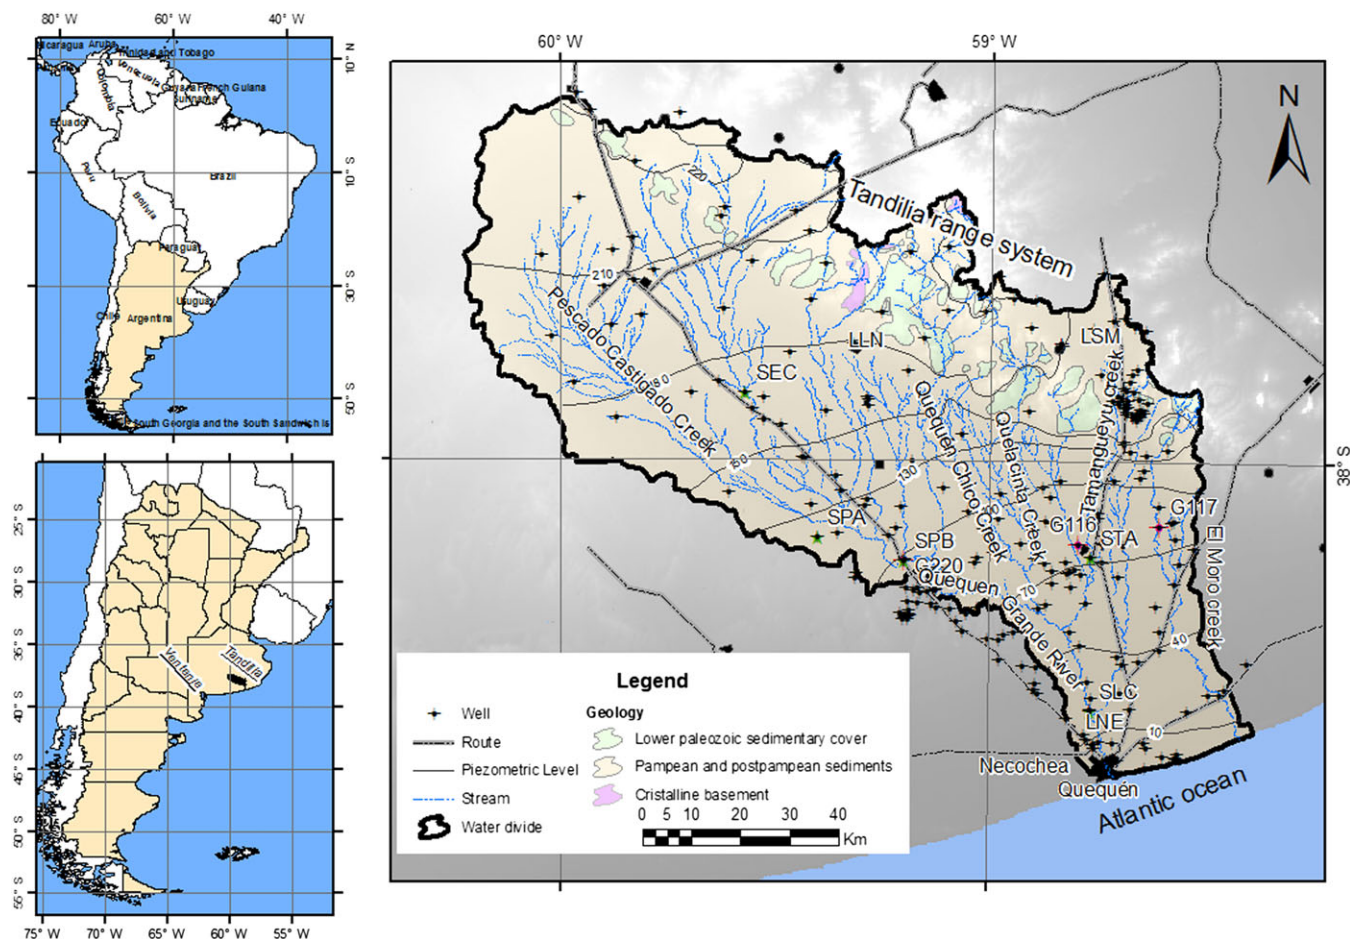 80° W
60° W
40° W
Nicaragua
Aruba
Trinidad and Tobago
Venezuela
Guyana
French Guiana
Suriname
Colombia
Ecuador
Peru
Brazil
Bolivia
Paraguay
Uruguay
Chile
Argentina
South Georgia and the South Sandwich Is
10° N
10° S
30° S
50° S
25° S
30° S
35° S
40° S
45° S
50° S
55° S
75° W
70° W
65° W
60° W
55° W
Ventania
Tandilia
60° W
59° W
38° S
N
Tandilia range system
220
210
Pescado Castigado Creek
SEC
LLN
LSM
150
130
Quequén Chico Creek
Quelacinta Creek
Tamangueyú creek
SPA
SPB
G220
G116
STA
G117
El Moro creek
Quequen Grande River
70
40
SLC
LNE
10
Necochea
Quequén
Atlantic ocean
Legend
Well
Route
Piezometric Level
Stream
Water divide
Geology
Lower paleozoic sedimentary cover
Pampean and postpampean sediments
Cristalline basement
0 5 10 20 30 40
Km